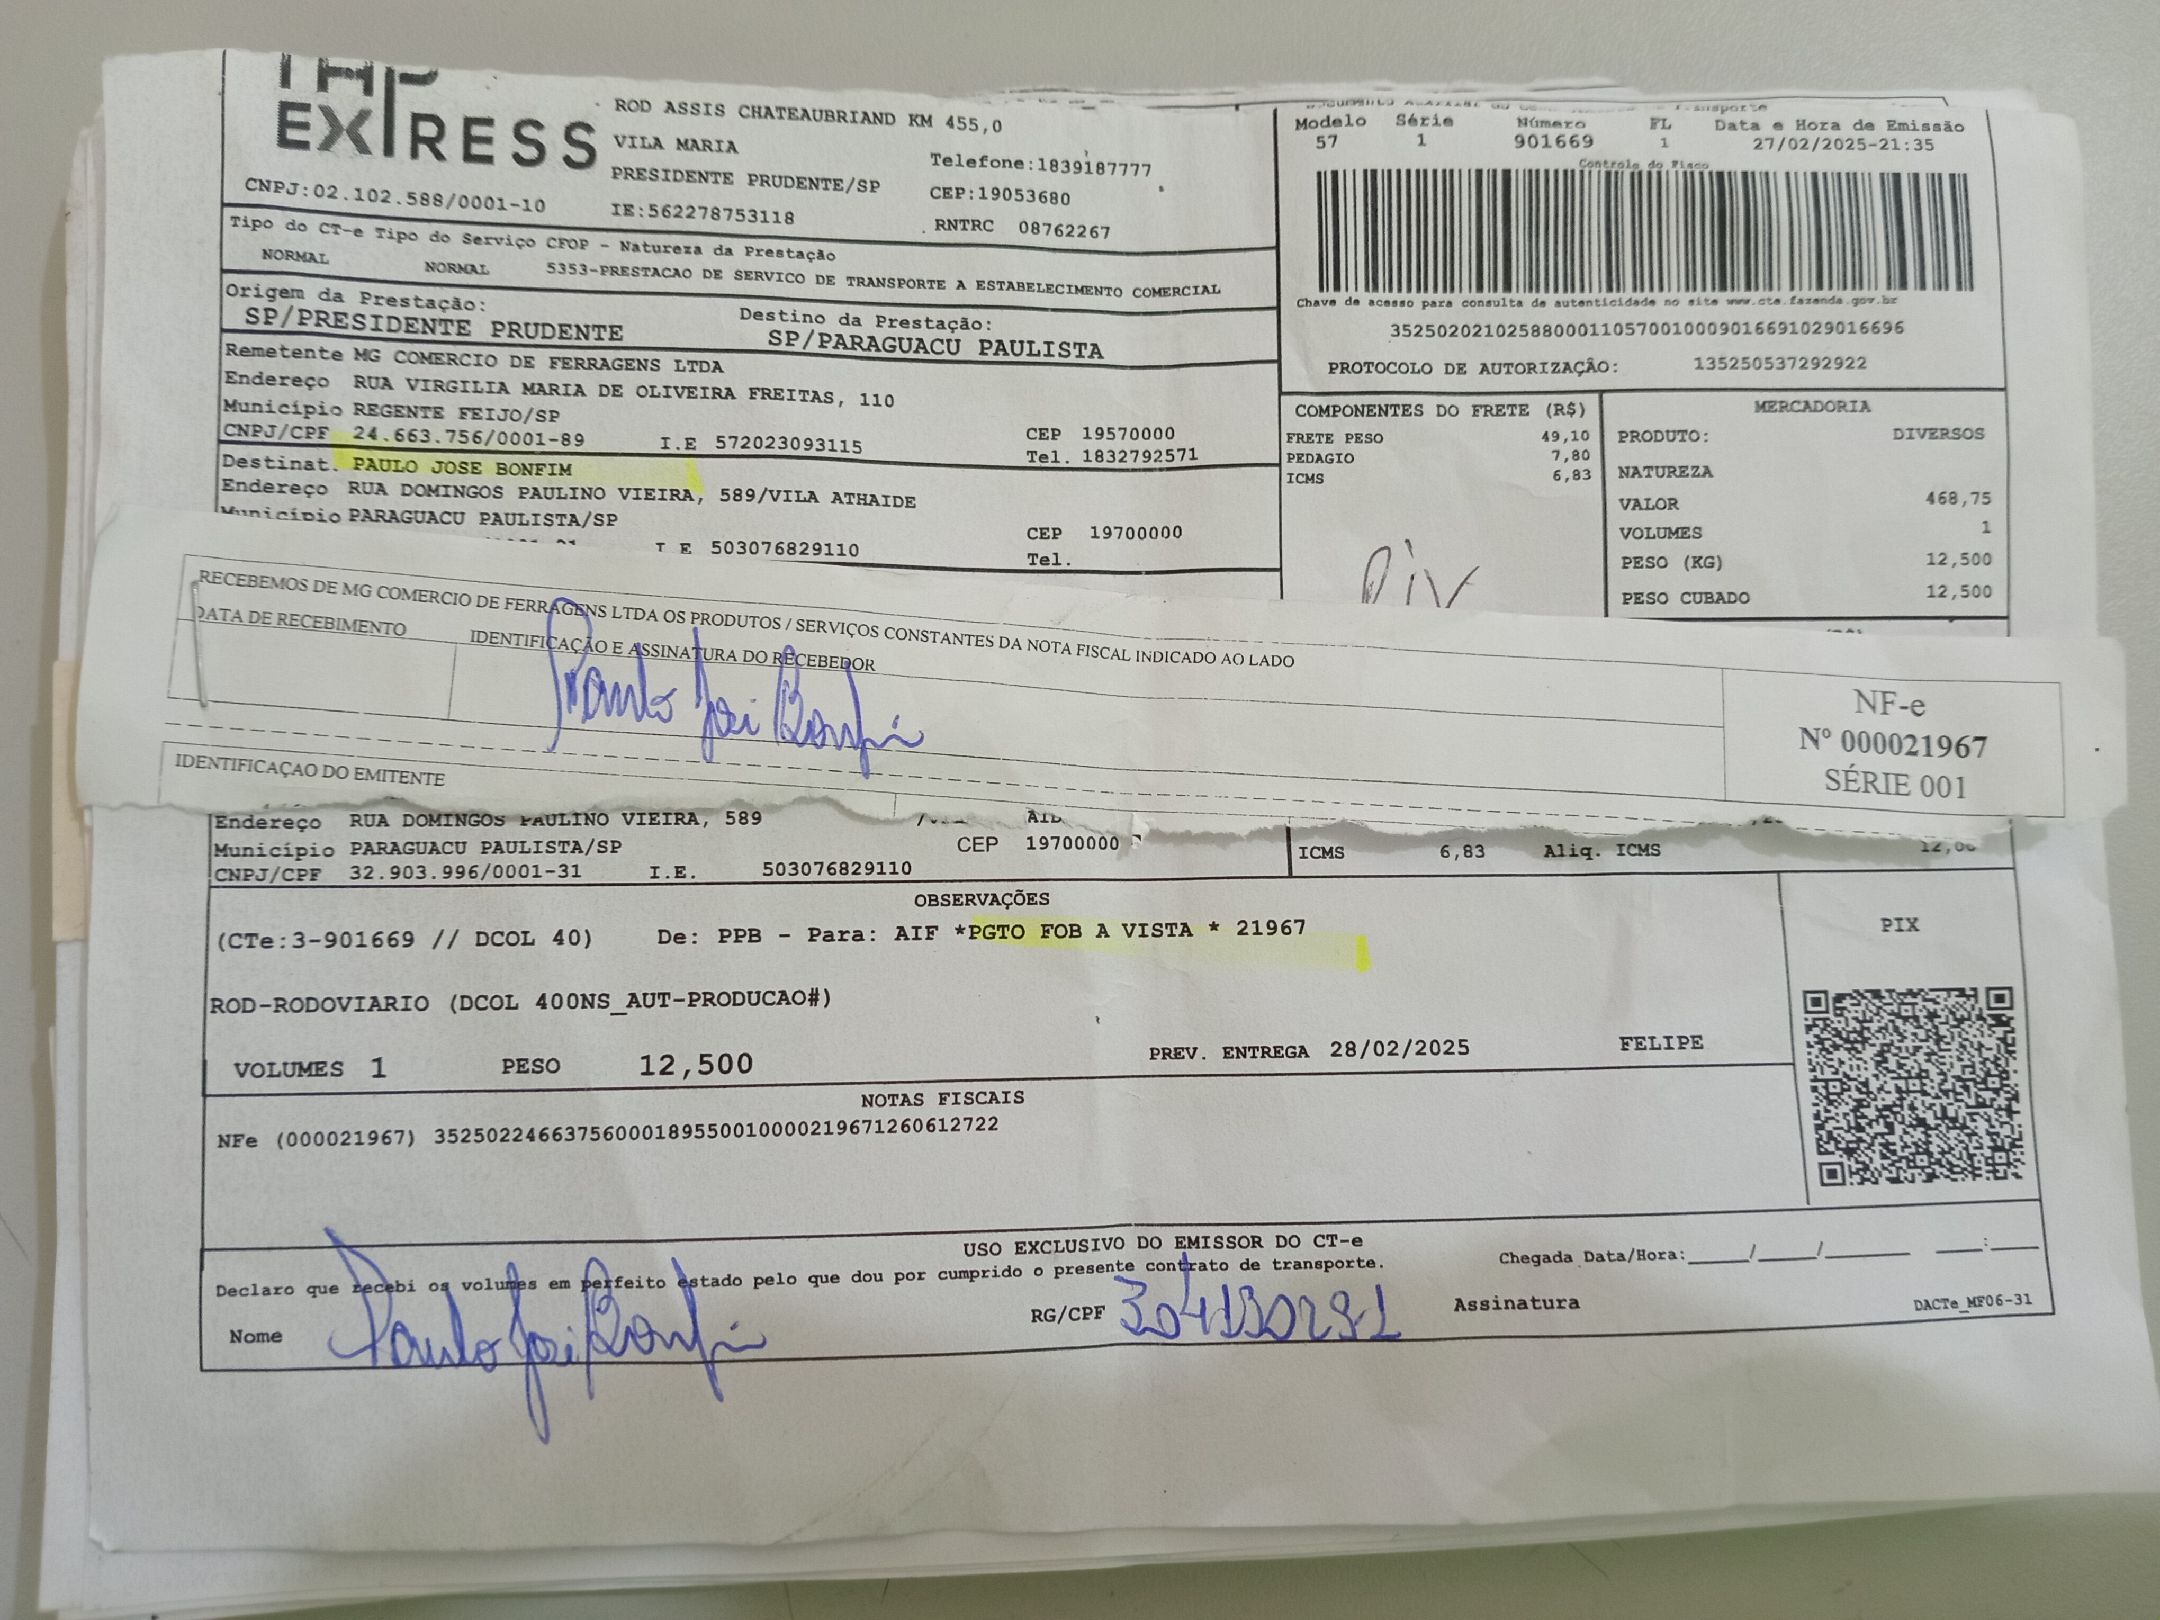 EXPRESS
ROD ASSIS CHATEAUBRIAND KM 455,0
VILA MARIA
PRESIDENTE PRUDENTE/SP
Telefone:1839187777
CEP:19053680
CNPJ:02.102.588/0001-10
IE:562278753118
RNTRC 08762267
Tipo do CT-e Tipo do Serviço CFOP - Natureza da Prestação
NORMAL NORMAL 5353-PRESTACAO DE SERVICO DE TRANSPORTE A ESTABELECIMENTO COMERCIAL
Origem da Prestação:
SP/PRESIDENTE PRUDENTE
Destino da Prestação:
SP/PARAGUACU PAULISTA
Remetente MG COMERCIO DE FERRAGENS LTDA
Endereço RUA VIRGILIA MARIA DE OLIVEIRA FREITAS, 110
Município REGENTE FEIJO/SP
CEP 19570000
CNPJ/CPF 24.663.756/0001-89 I.E 572023093115
Tel. 1832792571
Destinat. PAULO JOSE BONFIM
Endereço RUA DOMINGOS PAULINO VIEIRA, 589/VILA ATHAIDE
Município PARAGUACU PAULISTA/SP
CEP 19700000
I E 503076829110
Tel.
Modelo Série Número FL Data e Hora de Emissão
57 1 901669 1 27/02/2025-21:35
Controle do Fisco
Chave de acesso para consulta de autenticidade no site www.cte.fazenda.gov.br
35250202102588000110570010009016691029016696
PROTOCOLO DE AUTORIZAÇÂO: 135250537292922
COMPONENTES DO FRETE (R$)
FRETE PESO 49,10
PEDAGIO 7,80
ICMS 6,83
MERCADORIA
PRODUTO: DIVERSOS
NATUREZA
VALOR 468,75
VOLUMES 1
PESO (KG) 12,500
PESO CUBADO 12,500
RECEBEMOS DE MG COMERCIO DE FERRAGENS LTDA OS PRODUTOS / SERVIÇOS CONSTANTES DA NOTA FISCAL INDICADO AO LADO
DATA DE RECEBIMENTO
IDENTIFICAÇÃO E ASSINATURA DO RECEBEDOR
Paulo José Bonfin
NF-e
Nº 000021967
SÉRIE 001
IDENTIFICAÇAO DO EMITENTE
Endereço RUA DOMINGOS PAULINO VIEIRA, 589
Município PARAGUACU PAULISTA/SP
CEP 19700000
CNPJ/CPF 32.903.996/0001-31 I.E. 503076829110
ICMS 6,83 Aliq. ICMS 12,00
OBSERVAÇÕES
(CTe:3-901669 // DCOL 40) De: PPB - Para: AIF *PGTO FOB A VISTA * 21967
PIX
ROD-RODOVIARIO (DCOL 400NS_AUT-PRODUCAO#)
VOLUMES 1 PESO 12,500
PREV. ENTREGA 28/02/2025
FELIPE
NOTAS FISCAIS
NFe (000021967) 35250224663756000189550010000219671260612722
USO EXCLUSIVO DO EMISSOR DO CT-e
Declaro que recebi os volumes em perfeito estado pelo que dou por cumprido o presente contrato de transporte.
Chegada Data/Hora:____/____/______ ___:___
Nome Paulo José Bonfin
RG/CPF 304130291
Assinatura
DACTe_MF06-31